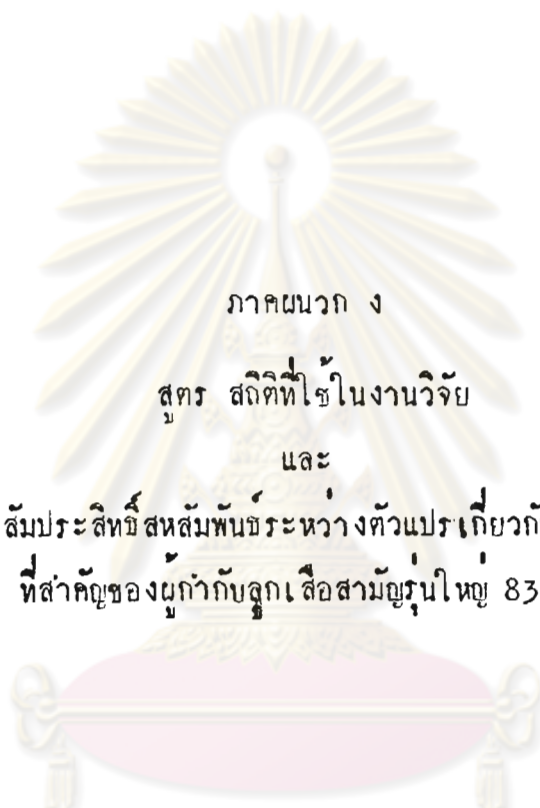 ภาคผนวก ง
สูตร สถิติที่ใช้ในงานวิจัย
และ
สัมประสิทธิ์สหสัมพันธ์ระหว่างตัวแปรเกี่ยวกั
ที่สำคัญของผู้กำกับลูกเสือสามัญรุ่นใหญ่ 83